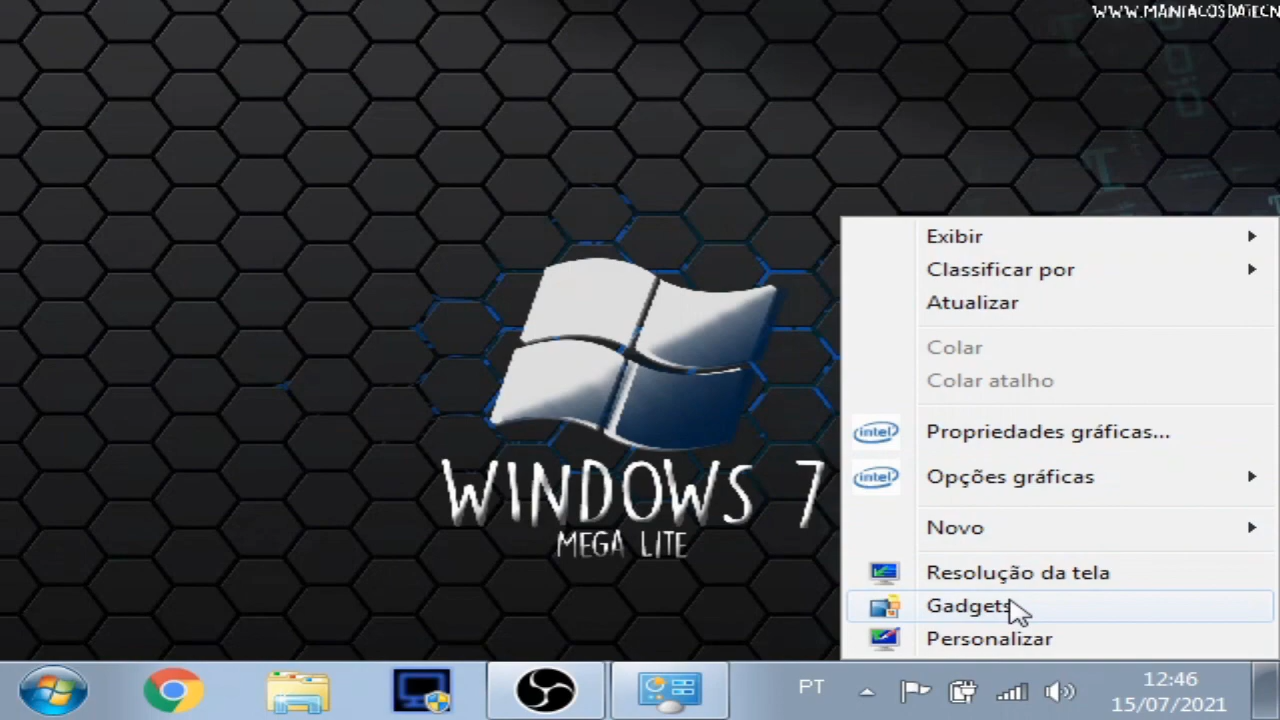 WWW.MANIACOSDATECN
Exibir
Classificar por
Atualizar
Colar
Colar atalho
intel Propriedades gráficas...
intel Opções gráficas
Novo
Resolução da tela
Gadgets
Personalizar
WINDOWS 7
MEGA LITE
PT
12:46
15/07/2021